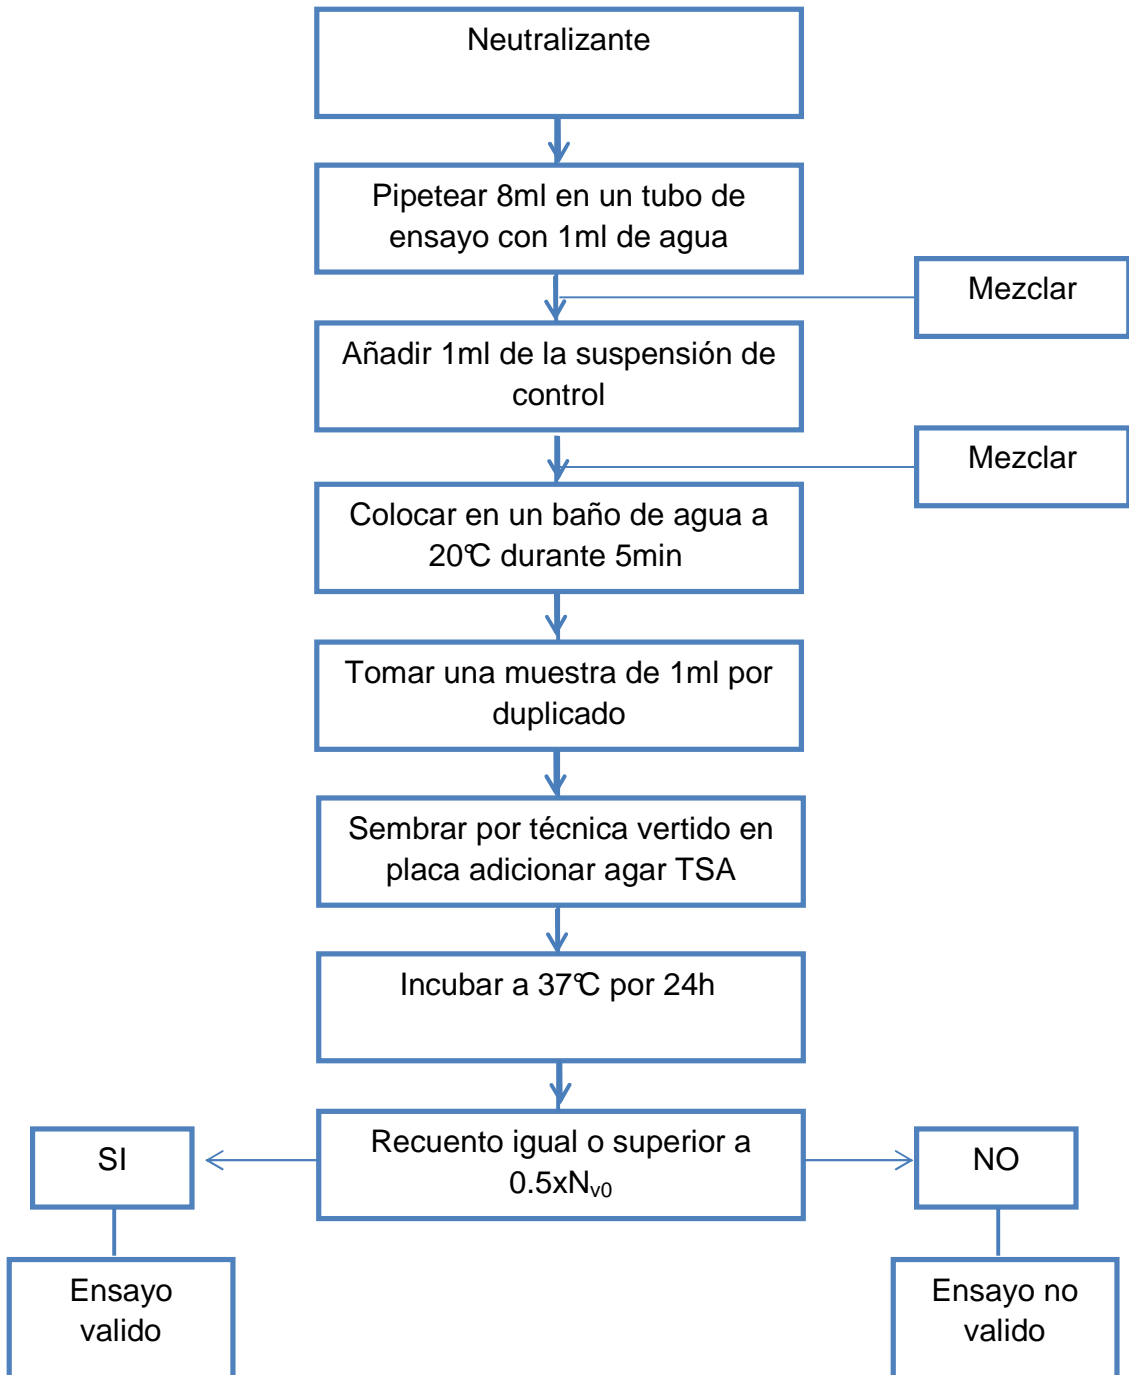 Neutralizante
Pipetear 8ml en un tubo de
ensayo con 1ml de agua
Mezclar
Añadir 1ml de la suspensión de
control
Mezclar
Colocar en un baño de agua a
20°C durante 5min
Tomar una muestra de 1ml por
duplicado
Sembrar por técnica vertido en
placa adicionar agar TSA
Incubar a 37°C por 24h
Recuento igual o superior a
0.5xNv0
SI
NO
Ensayo
valido
Ensayo no
valido